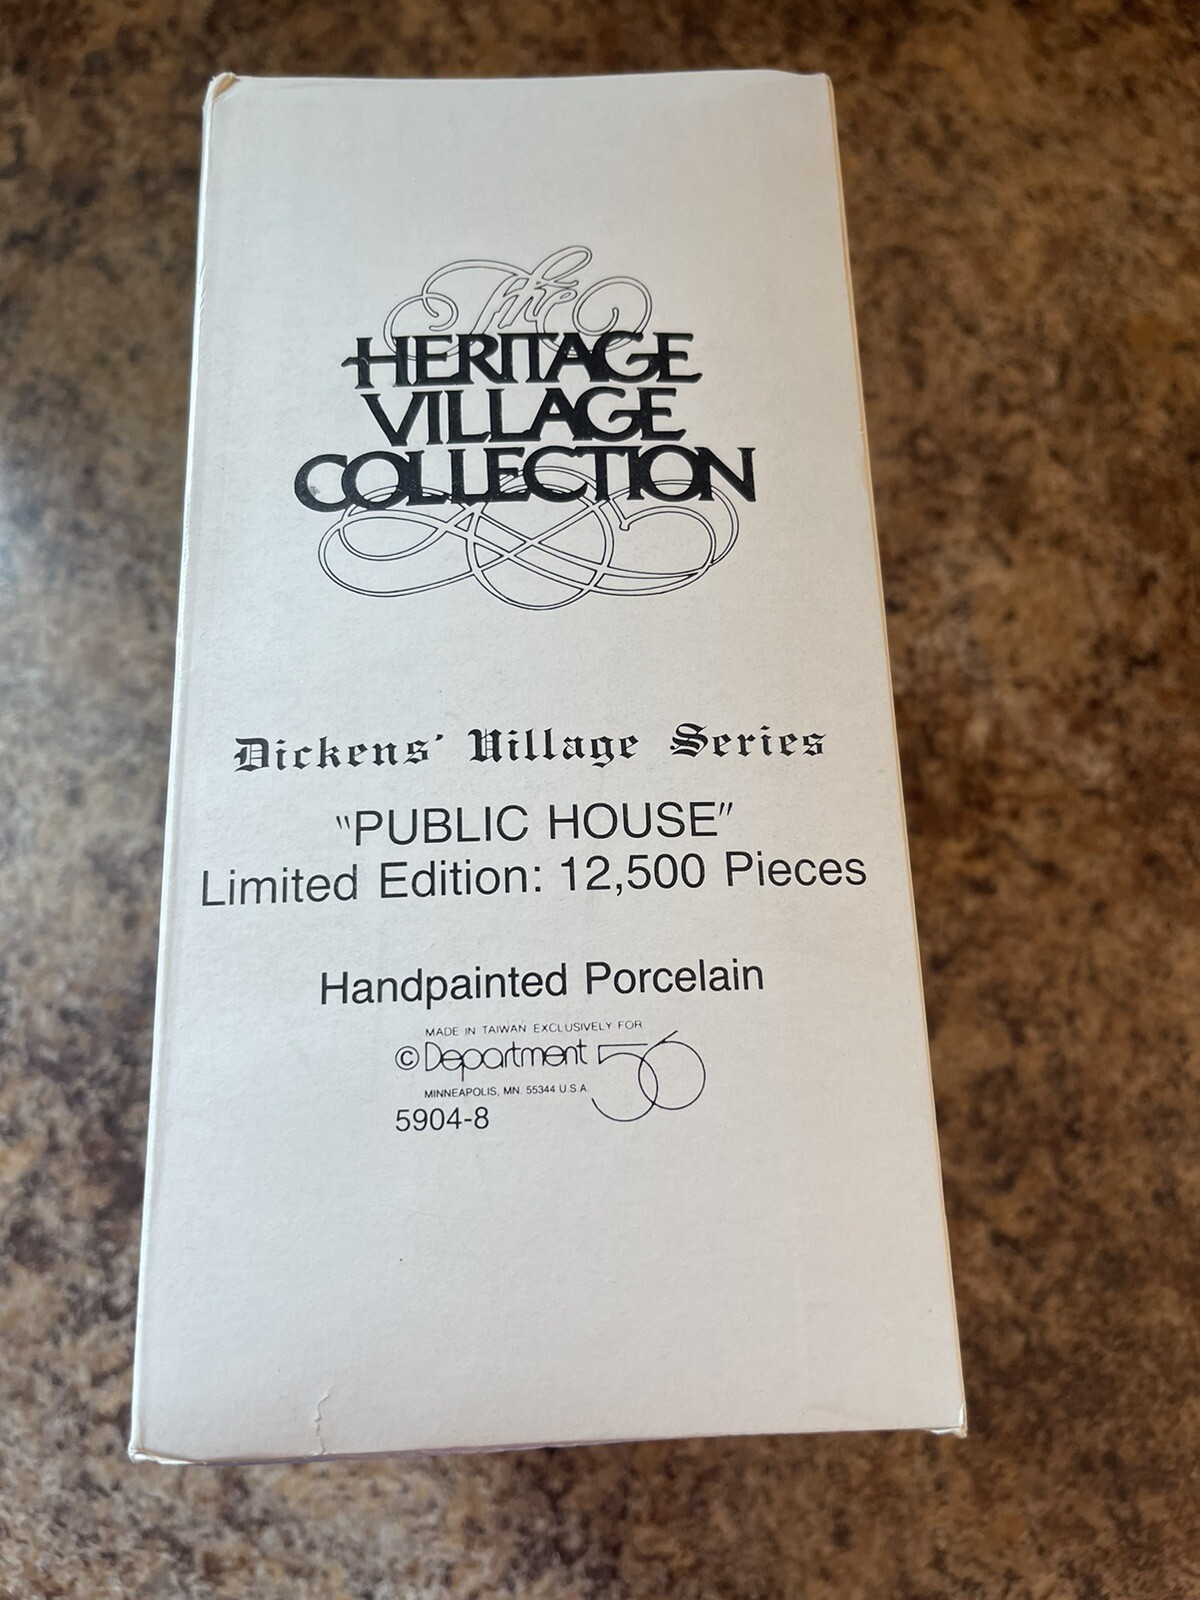 The
HERITAGE
VILLAGE
COLLECTION
Dickens' Village Series
"PUBLIC HOUSE"
Limited Edition: 12,500 Pieces
Handpainted Porcelain
MADE IN TAIWAN EXCLUSIVELY FOR
© Department 56
MINNEAPOLIS, MN. 55344 U.S.A.
5904-8